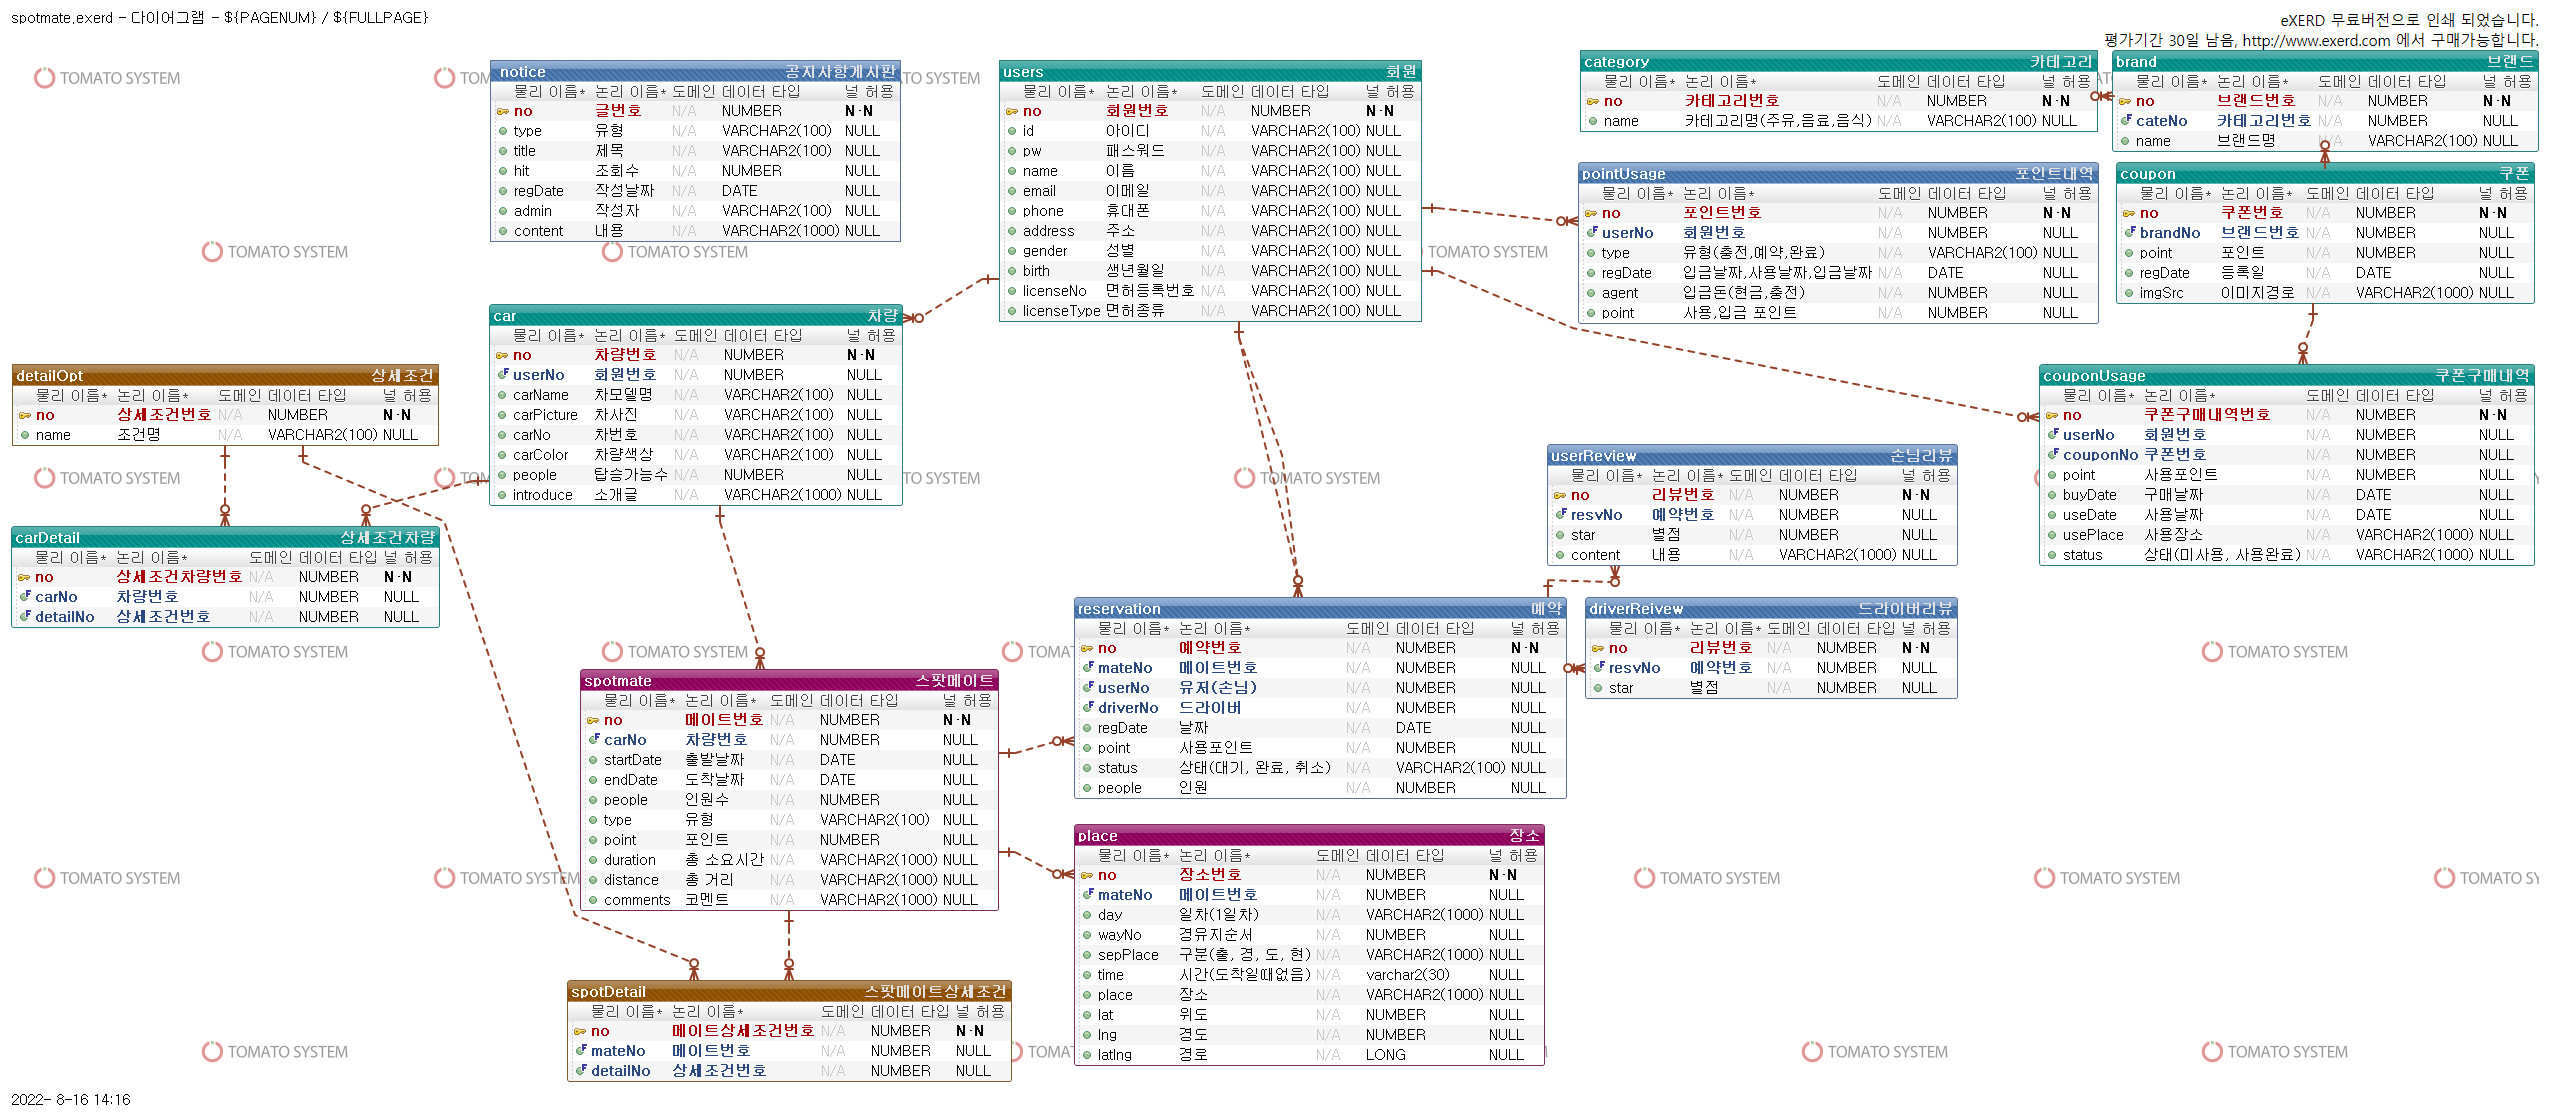 spotmate.exerd - 다이어그램 - ${PAGENUM} / ${FULLPAGE}
eXERD 무료버전으로 인쇄 되었습니다.
평가기간 30일 남음, http://www.exerd.com 에서 구매가능합니다.
notice 공지사항게시판
물리 이름* 논리 이름* 도메인 데이터 타입 널 허용
no 글번호 N/A NUMBER N-N
type 유형 N/A VARCHAR2(100) NULL
title 제목 N/A VARCHAR2(100) NULL
hit 조회수 N/A NUMBER NULL
regDate 작성날짜 N/A DATE NULL
admin 작성자 N/A VARCHAR2(100) NULL
content 내용 N/A VARCHAR2(1000) NULL
users 회원
물리 이름* 논리 이름* 도메인 데이터 타입 널 허용
no 회원번호 N/A NUMBER N-N
id 아이디 N/A VARCHAR2(100) NULL
pw 패스워드 N/A VARCHAR2(100) NULL
name 이름 N/A VARCHAR2(100) NULL
email 이메일 N/A VARCHAR2(100) NULL
phone 휴대폰 N/A VARCHAR2(100) NULL
address 주소 N/A VARCHAR2(100) NULL
gender 성별 N/A VARCHAR2(100) NULL
birth 생년월일 N/A VARCHAR2(100) NULL
licenseNo 면허등록번호 N/A VARCHAR2(100) NULL
licenseType 면허종류 N/A VARCHAR2(100) NULL
category 카테고리
물리 이름* 논리 이름* 도메인 데이터 타입 널 허용
no 카테고리번호 N/A NUMBER N-N
name 카테고리명(주유,음료,음식) N/A VARCHAR2(100) NULL
brand 브랜드
물리 이름* 논리 이름* 도메인 데이터 타입 널 허용
no 브랜드번호 N/A NUMBER N-N
cateNo 카테고리번호 N/A NUMBER NULL
name 브랜드명 N/A VARCHAR2(100) NULL
pointUsage 포인트내역
물리 이름* 논리 이름* 도메인 데이터 타입 널 허용
no 포인트번호 N/A NUMBER N-N
userNo 회원번호 N/A NUMBER NULL
type 유형(충전,예약,완료) N/A VARCHAR2(100) NULL
regDate 입금날짜,사용날짜,입금날짜 N/A DATE NULL
agent 입금돈(현금,충전) N/A NUMBER NULL
point 사용,입금 포인트 N/A NUMBER NULL
coupon 쿠폰
물리 이름* 논리 이름* 도메인 데이터 타입 널 허용
no 쿠폰번호 N/A NUMBER N-N
brandNo 브랜드번호 N/A NUMBER NULL
point 포인트 N/A NUMBER NULL
regDate 등록일 N/A DATE NULL
imgSrc 이미지경로 N/A VARCHAR2(1000) NULL
car 차량
물리 이름* 논리 이름* 도메인 데이터 타입 널 허용
no 차량번호 N/A NUMBER N-N
userNo 회원번호 N/A NUMBER NULL
carName 차모델명 N/A VARCHAR2(100) NULL
carPicture 차사진 N/A VARCHAR2(100) NULL
carNo 차번호 N/A VARCHAR2(100) NULL
carColor 차량색상 N/A VARCHAR2(100) NULL
people 탑승가능수 N/A NUMBER NULL
introduce 소개글 N/A VARCHAR2(1000) NULL
detailOpt 상세조건
물리 이름* 논리 이름* 도메인 데이터 타입 널 허용
no 상세조건번호 N/A NUMBER N-N
name 조건명 N/A VARCHAR2(100) NULL
couponUsage 쿠폰구매내역
물리 이름* 논리 이름* 도메인 데이터 타입 널 허용
no 쿠폰구매내역번호 N/A NUMBER N-N
userNo 회원번호 N/A NUMBER NULL
couponNo 쿠폰번호 N/A NUMBER NULL
point 사용포인트 N/A NUMBER NULL
buyDate 구매날짜 N/A DATE NULL
useDate 사용날짜 N/A DATE NULL
usePlace 사용장소 N/A VARCHAR2(1000) NULL
status 상태(미사용, 사용완료) N/A VARCHAR2(1000) NULL
userReview 손님리뷰
물리 이름* 논리 이름* 도메인 데이터 타입 널 허용
no 리뷰번호 N/A NUMBER N-N
resvNo 예약번호 N/A NUMBER NULL
star 별점 N/A NUMBER NULL
content 내용 N/A VARCHAR2(1000) NULL
carDetail 상세조건차량
물리 이름* 논리 이름* 도메인 데이터 타입 널 허용
no 상세조건차량번호 N/A NUMBER N-N
carNo 차량번호 N/A NUMBER NULL
detailNo 상세조건번호 N/A NUMBER NULL
reservation 예약
물리 이름* 논리 이름* 도메인 데이터 타입 널 허용
no 예약번호 N/A NUMBER N-N
mateNo 메이트번호 N/A NUMBER NULL
userNo 유저(손님) N/A NUMBER NULL
driverNo 드라이버 N/A NUMBER NULL
regDate 날짜 N/A DATE NULL
point 사용포인트 N/A NUMBER NULL
status 상태(대기, 완료, 취소) N/A VARCHAR2(100) NULL
people 인원 N/A NUMBER NULL
driverReivew 드라이버리뷰
물리 이름* 논리 이름* 도메인 데이터 타입 널 허용
no 리뷰번호 N/A NUMBER N-N
resvNo 예약번호 N/A NUMBER NULL
star 별점 N/A NUMBER NULL
spotmate 스팟메이트
물리 이름* 논리 이름* 도메인 데이터 타입 널 허용
no 메이트번호 N/A NUMBER N-N
carNo 차량번호 N/A NUMBER NULL
startDate 출발날짜 N/A DATE NULL
endDate 도착날짜 N/A DATE NULL
people 인원수 N/A NUMBER NULL
type 유형 N/A VARCHAR2(100) NULL
point 포인트 N/A NUMBER NULL
duration 총 소요시간 N/A VARCHAR2(1000) NULL
distance 총 거리 N/A VARCHAR2(1000) NULL
comments 코멘트 N/A VARCHAR2(1000) NULL
place 장소
물리 이름* 논리 이름* 도메인 데이터 타입 널 허용
no 장소번호 N/A NUMBER N-N
mateNo 메이트번호 N/A NUMBER NULL
day 일차(1일차) N/A VARCHAR2(1000) NULL
wayNo 경유지순서 N/A NUMBER NULL
sepPlace 구분(출, 경, 도, 현) N/A VARCHAR2(1000) NULL
time 시간(도착일때없음) N/A varchar2(30) NULL
place 장소 N/A VARCHAR2(1000) NULL
lat 위도 N/A NUMBER NULL
lng 경도 N/A NUMBER NULL
latlng 경로 N/A LONG NULL
spotDetail 스팟메이트상세조건
물리 이름* 논리 이름* 도메인 데이터 타입 널 허용
no 메이트상세조건번호 N/A NUMBER N-N
mateNo 메이트번호 N/A NUMBER NULL
detailNo 상세조건번호 N/A NUMBER NULL
TOMATO SYSTEM
2022- 8-16 14:16